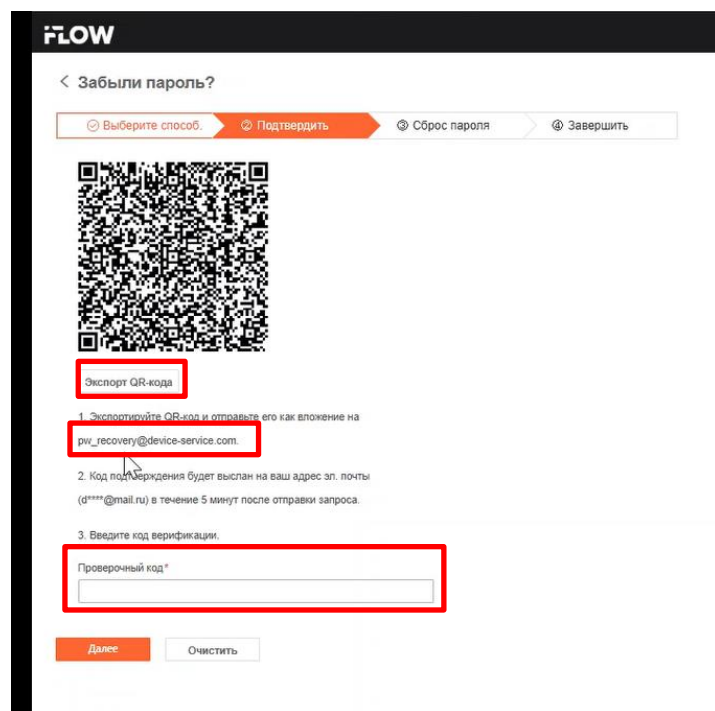 iFLOW
< Забыли пароль?
Выберите способ.
② Подтвердить
③ Сброс пароля
④ Завершить
Экспорт QR-кода
1. Экспортируйте QR-код и отправьте его как вложение на
pw_recovery@device-service.com.
2. Код подтверждения будет выслан на ваш адрес эл. почты
(d****@mail.ru) в течение 5 минут после отправки запроса.
3. Введите код верификации.
Проверочный код*
Далее
Очистить